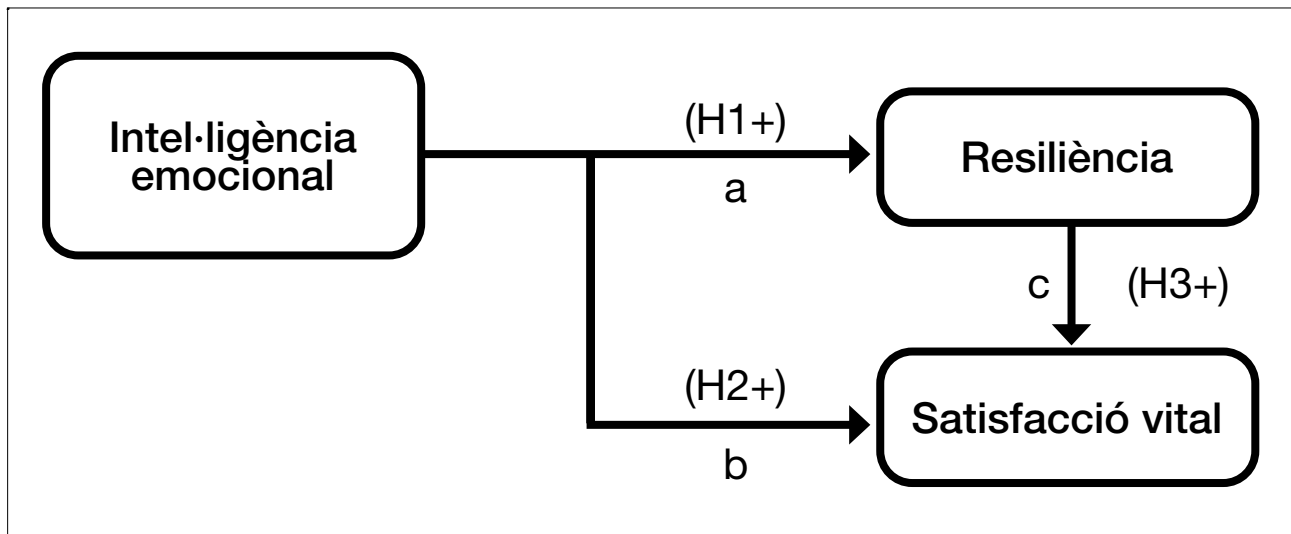 Intel·ligència
emocional
(H1+)
a
Resiliència
c
(H3+)
(H2+)
b
Satisfacció vital